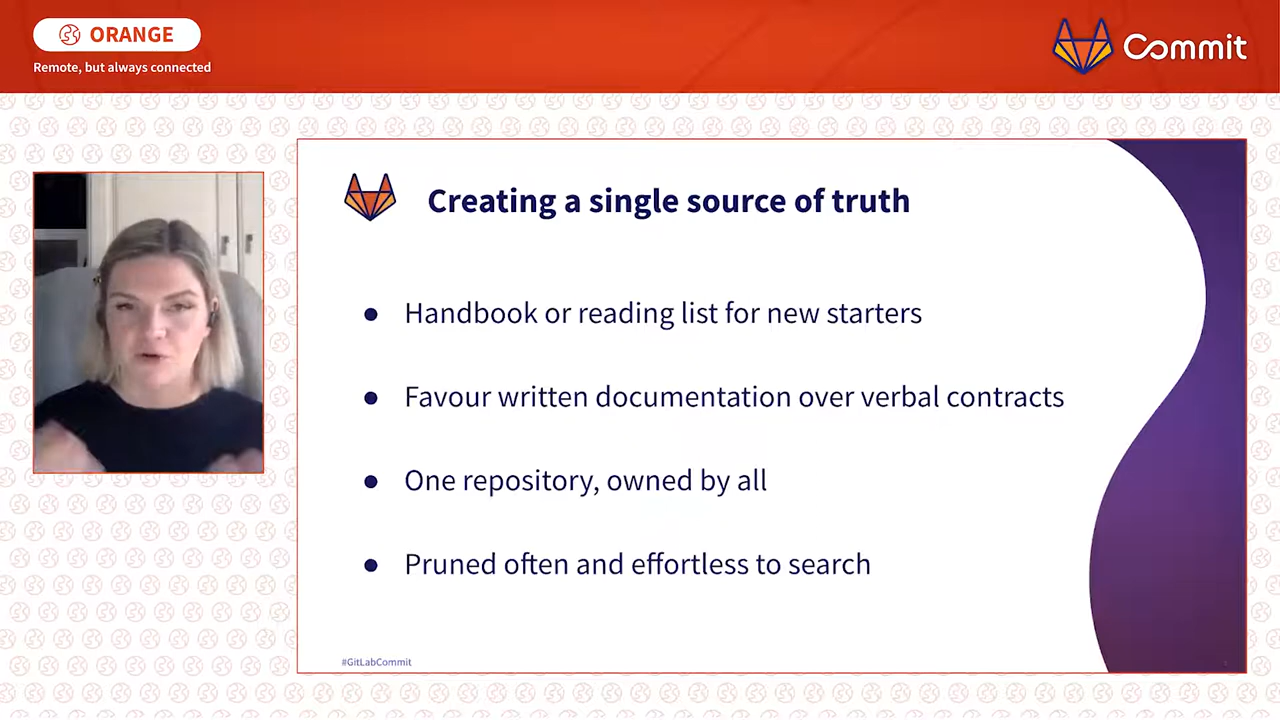 ORANGE
Remote, but always connected
Commit
Creating a single source of truth
● Handbook or reading list for new starters
● Favour written documentation over verbal contracts
● One repository, owned by all
● Pruned often and effortless to search
#GitLabCommit